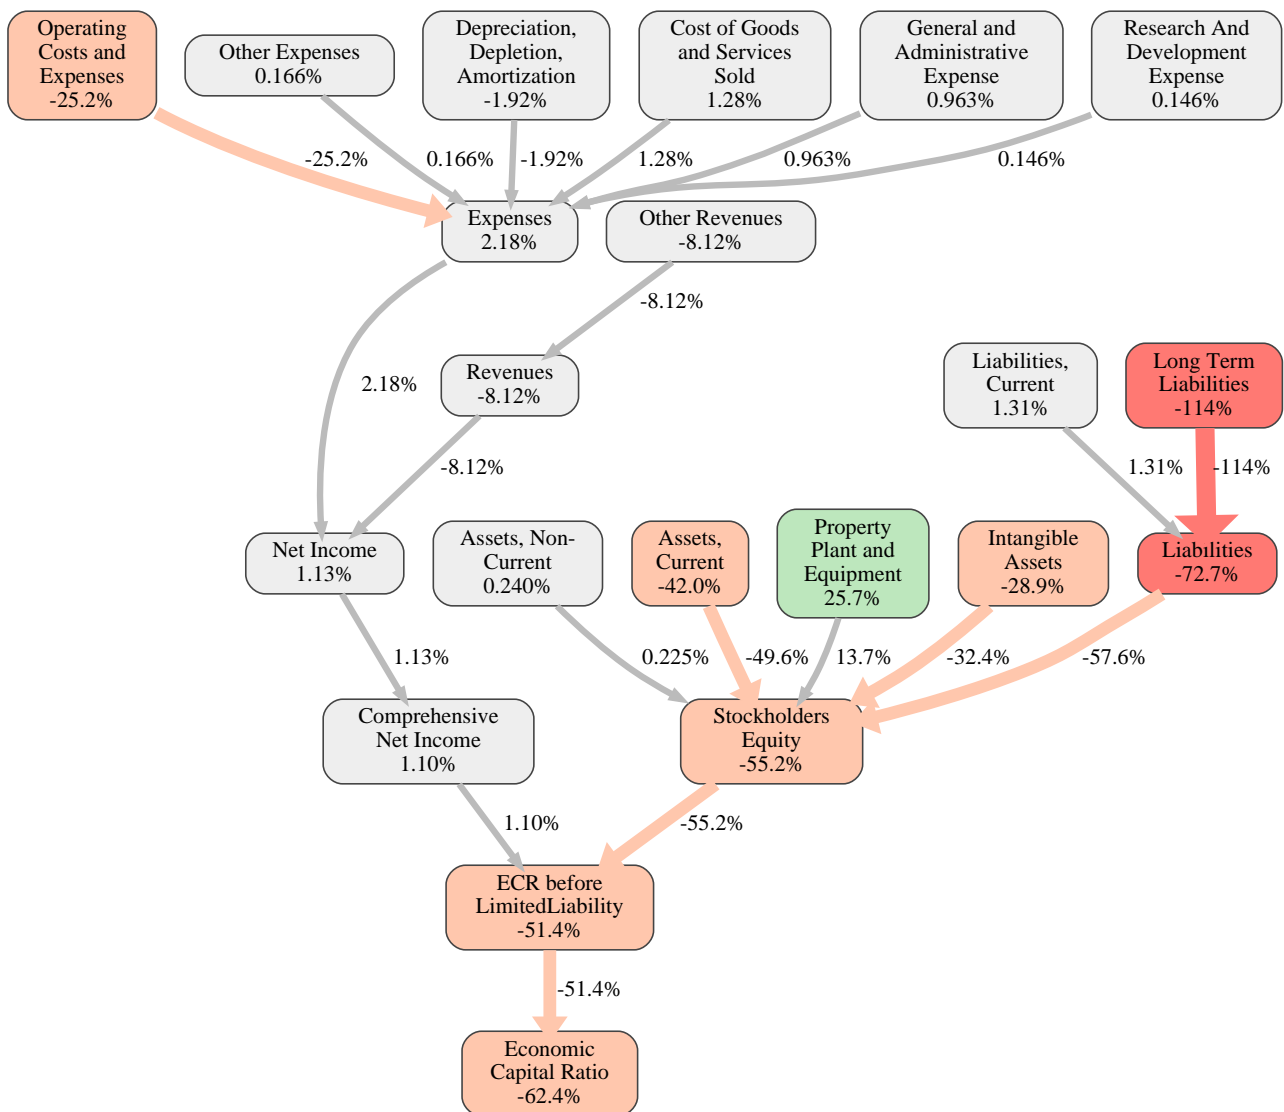 Operating
Costs and
Expenses
-25.2%
Other Expenses
0.166%
Depreciation,
Depletion,
Amortization
-1.92%
Cost of Goods
and Services
Sold
1.28%
General and
Administrative
Expense
0.963%
Research And
Development
Expense
0.146%
-25.2%
0.166%
-1.92%
1.28%
0.963%
0.146%
Expenses
2.18%
Other Revenues
-8.12%
-8.12%
2.18%
Revenues
-8.12%
Liabilities,
Current
1.31%
Long Term
Liabilities
-114%
-8.12%
1.31%
-114%
Net Income
1.13%
Assets, Non-
Current
0.240%
Assets,
Current
-42.0%
Property
Plant and
Equipment
25.7%
Intangible
Assets
-28.9%
Liabilities
-72.7%
1.13%
0.225%
-49.6%
13.7%
-32.4%
-57.6%
Comprehensive
Net Income
1.10%
Stockholders
Equity
-55.2%
1.10%
-55.2%
ECR before
LimitedLiability
-51.4%
-51.4%
Economic
Capital Ratio
-62.4%